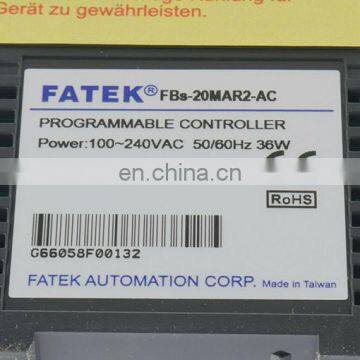 Gerät zu gewährleisten.
FATEK® FBs-20MAR2-AC
PROGRAMMABLE CONTROLLER
Power:100~240VAC 50/60Hz 36W
CE
en.china.cn
RoHS
G66058F00132
FATEK AUTOMATION CORP. Made in Taiwan